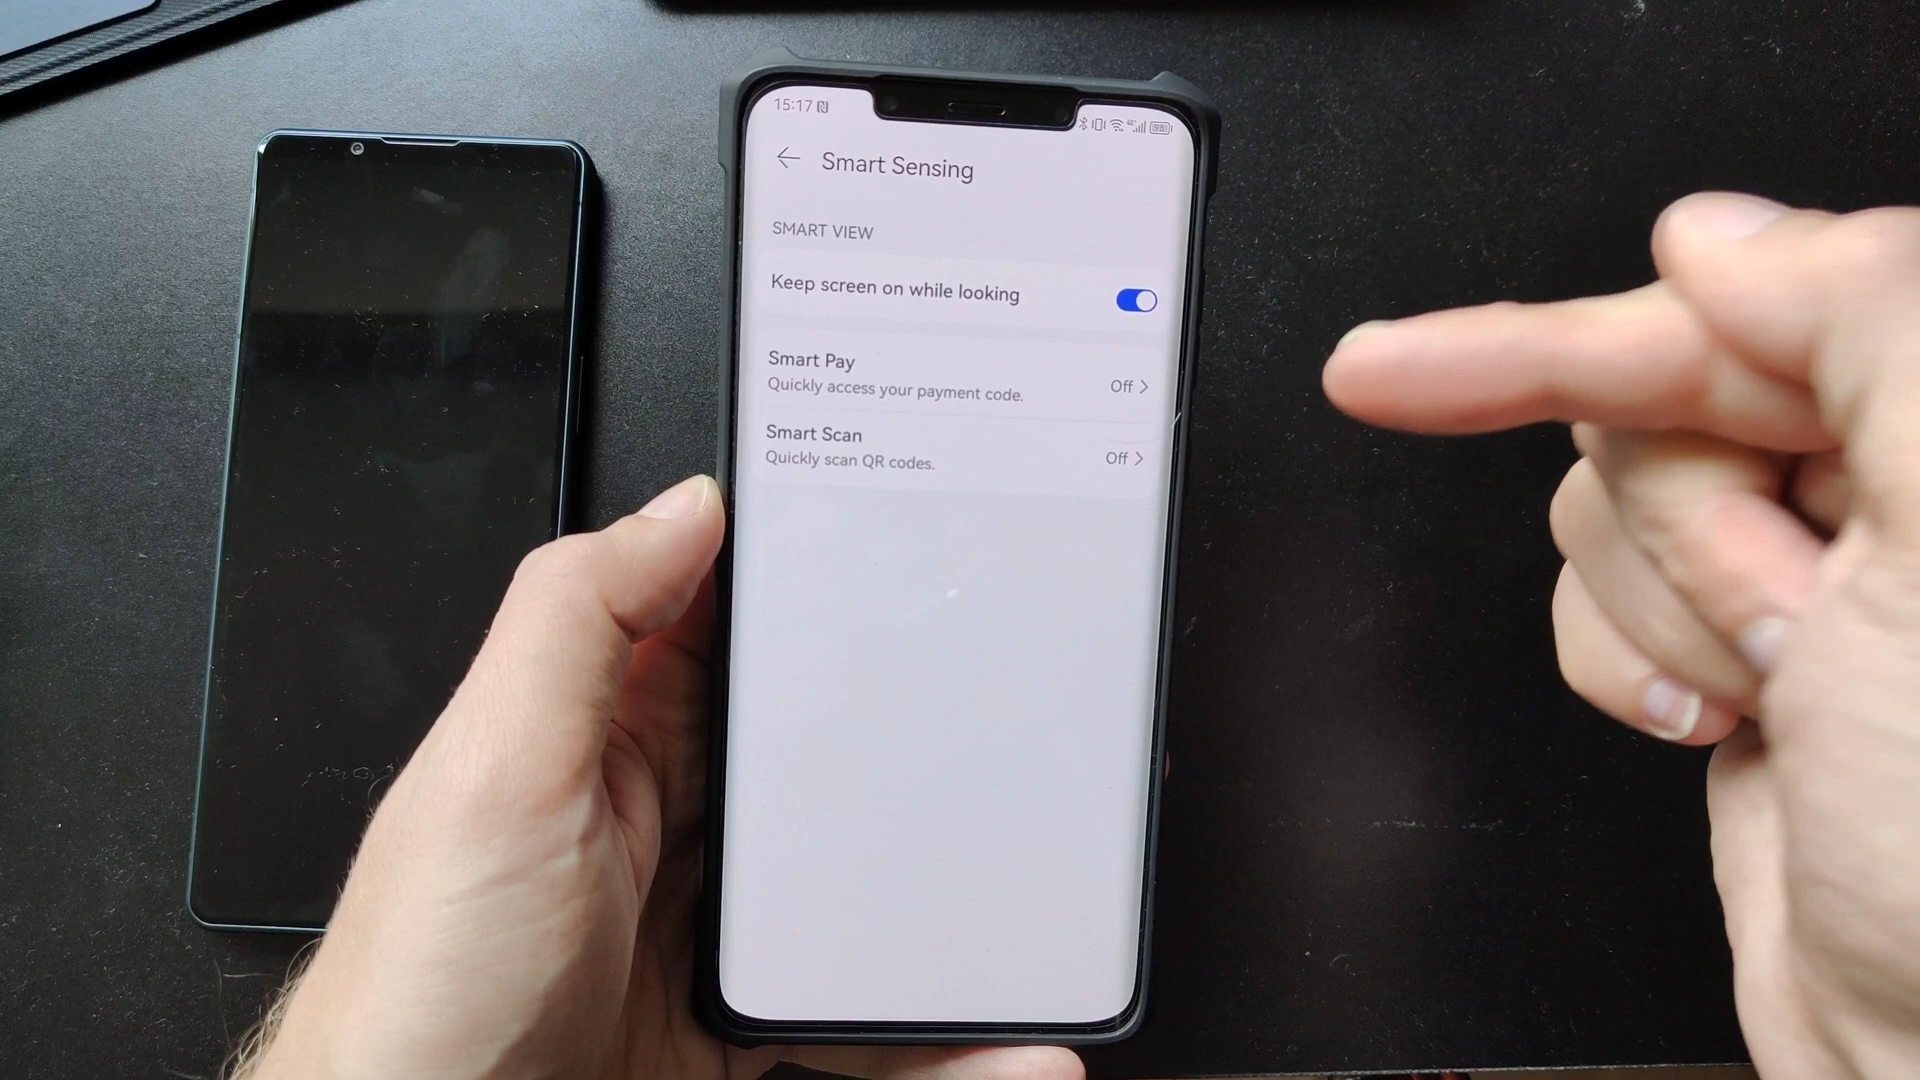 15:17
Smart Sensing
SMART VIEW
Keep screen on while looking
Smart Pay
Quickly access your payment code.
Off
Smart Scan
Quickly scan QR codes.
Off